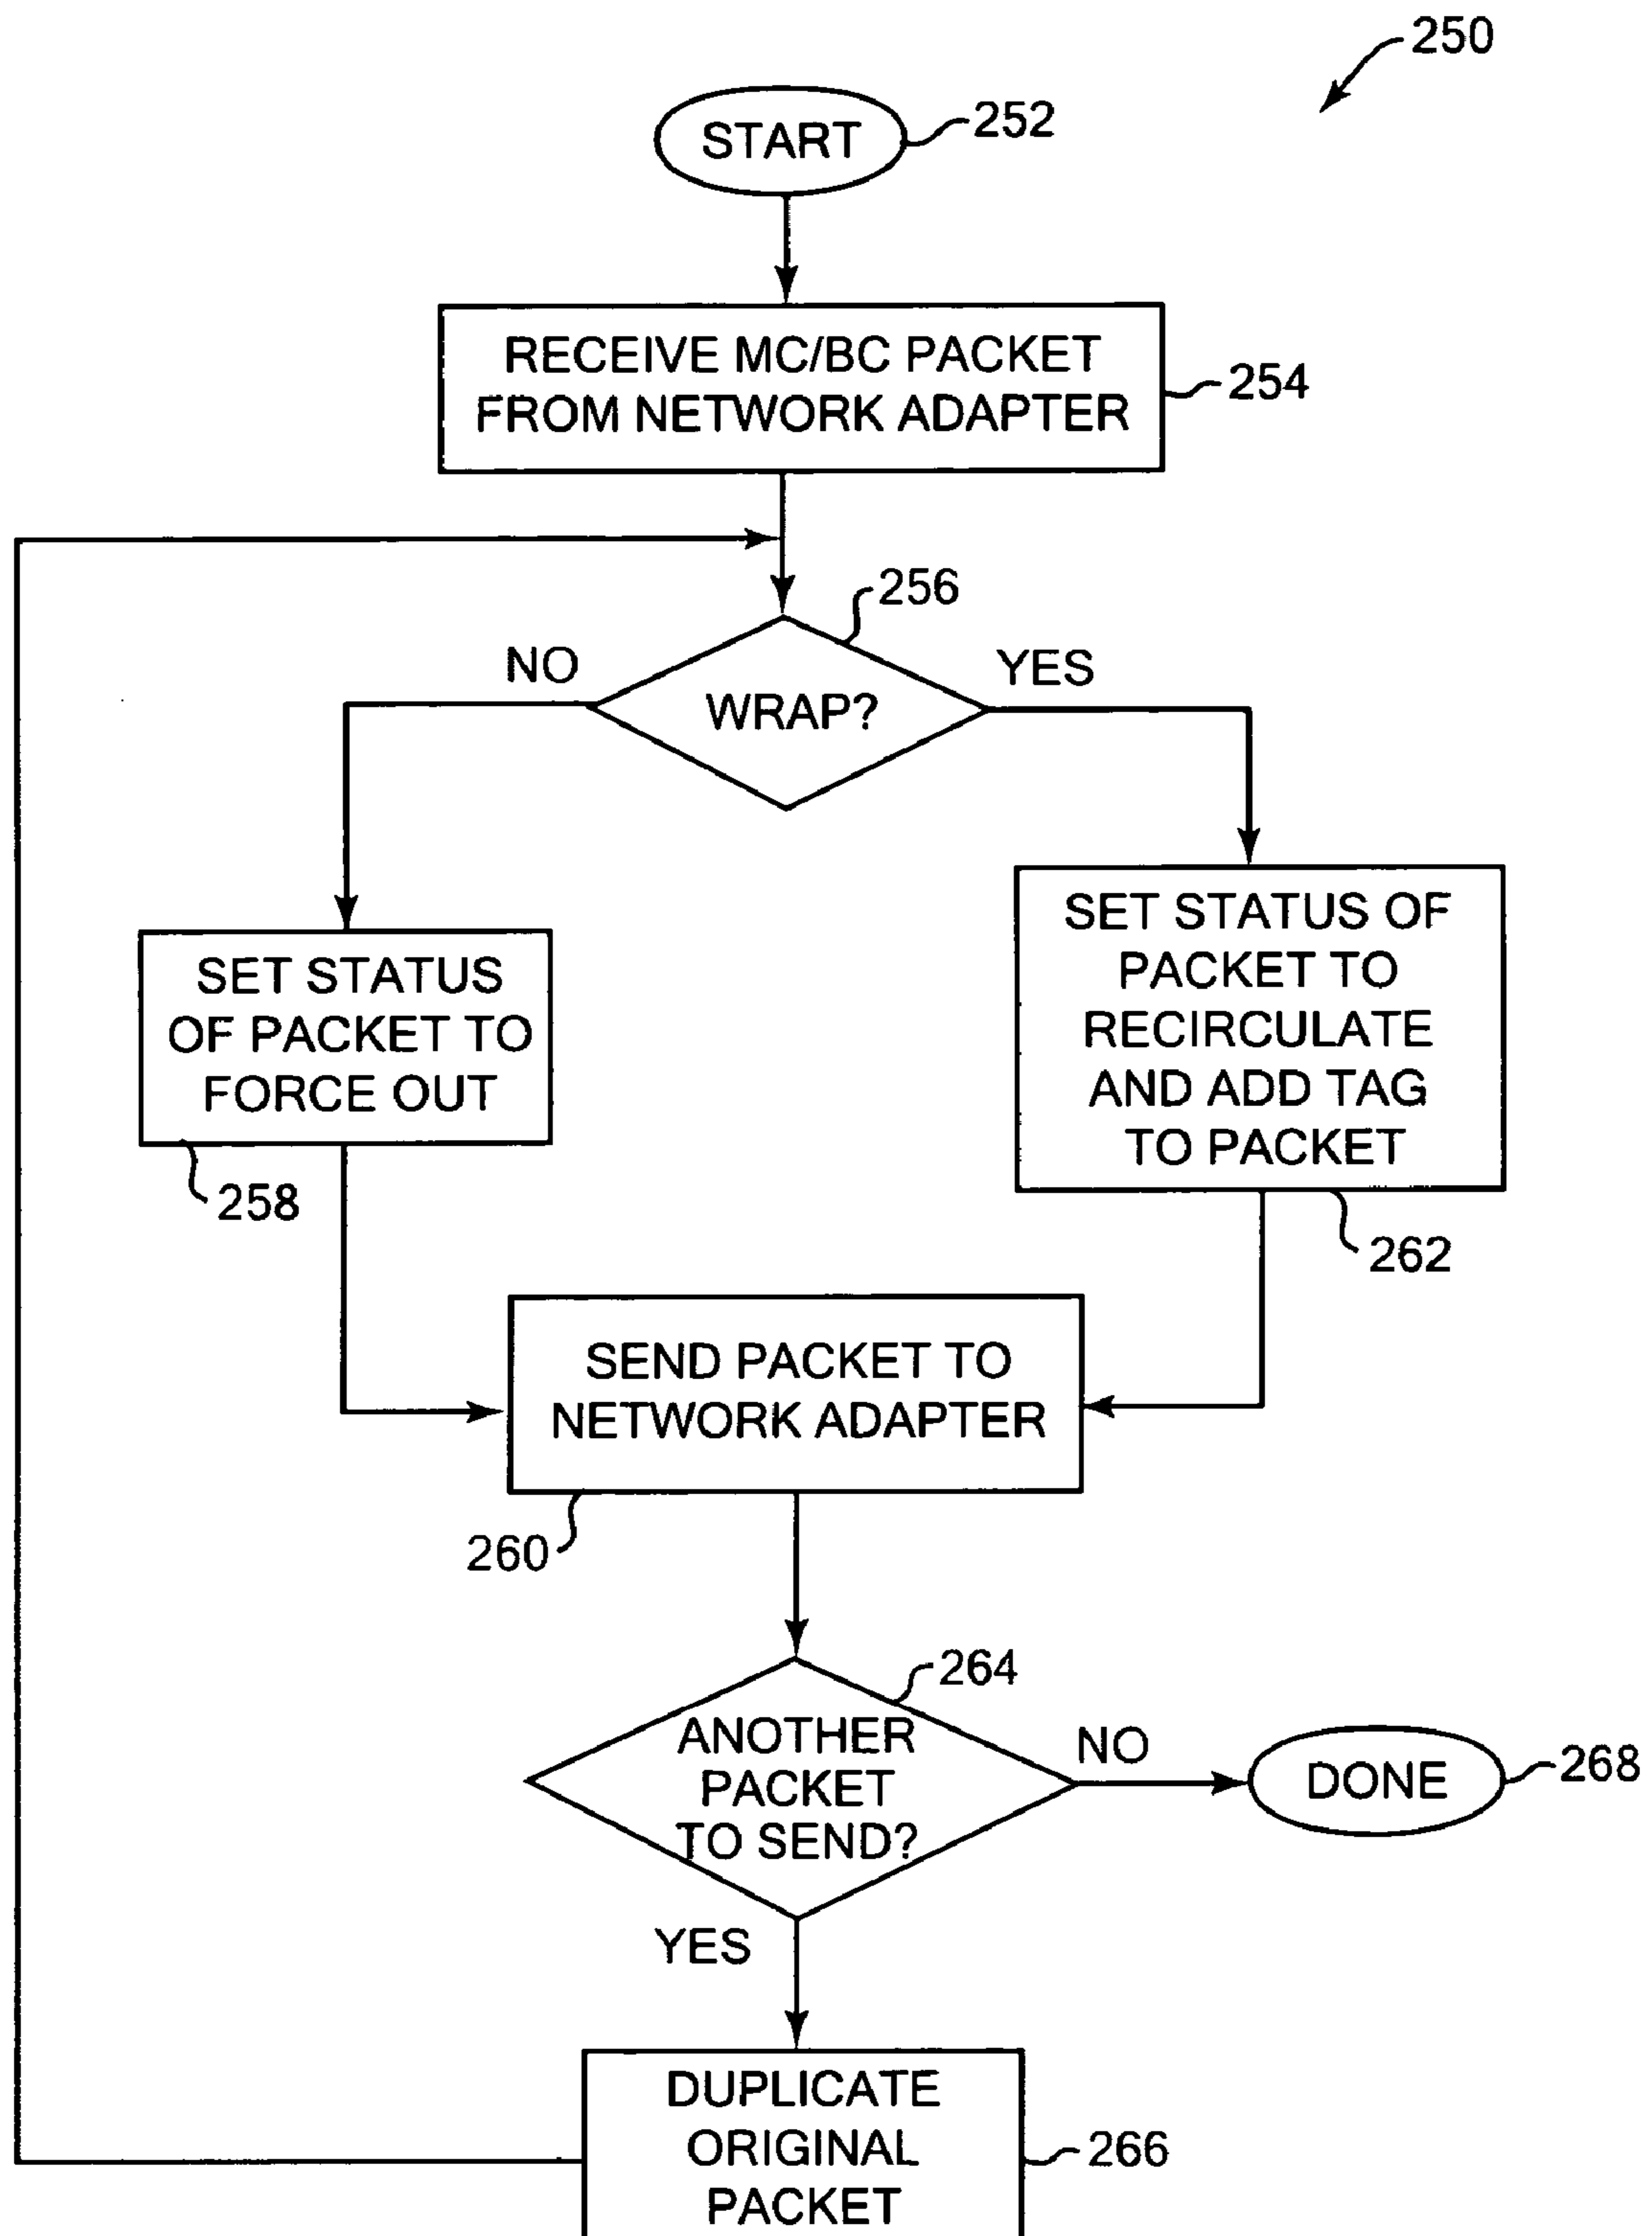 250
START
252
RECEIVE MC/BC PACKET
FROM NETWORK ADAPTER
254
256
NO
YES
WRAP?
SET STATUS
OF PACKET TO
FORCE OUT
258
SET STATUS OF
PACKET TO
RECIRCULATE
AND ADD TAG
TO PACKET
262
SEND PACKET TO
NETWORK ADAPTER
260
264
ANOTHER
PACKET
TO SEND?
NO
DONE
268
YES
DUPLICATE
ORIGINAL
PACKET
266